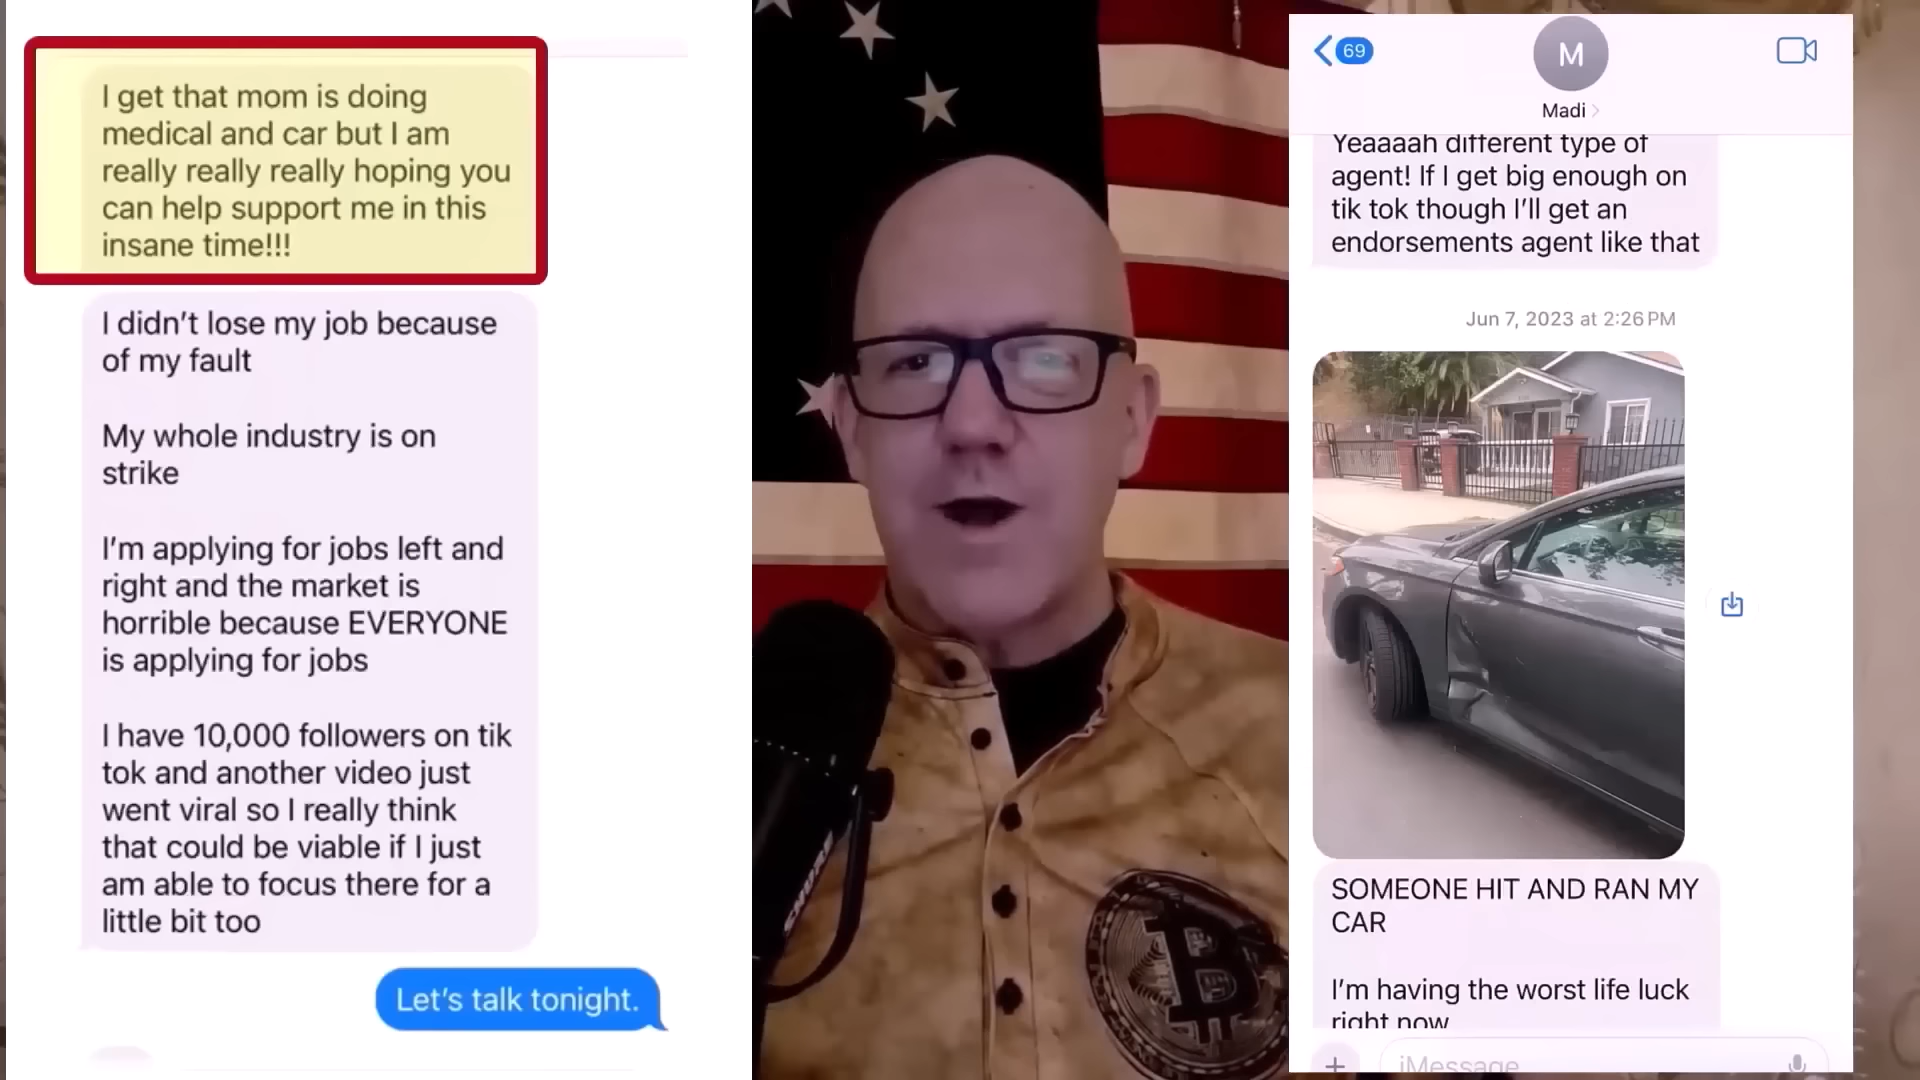 I get that mom is doing
medical and car but I am
really really really hoping you
can help support me in this
insane time!!!
I didn't lose my job because
of my fault
My whole industry is on
strike
I'm applying for jobs left and
right and the market is
horrible because EVERYONE
is applying for jobs
I have 10,000 followers on tik
tok and another video just
went viral so I really think
that could be viable if I just
am able to focus there for a
little bit too
Let's talk tonight.
SHURE
B
69
M
Madi
Yeaaaah different type of
agent! If I get big enough on
tik tok though I'll get an
endorsements agent like that
Jun 7, 2023 at 2:26 PM
SOMEONE HIT AND RAN MY
CAR
I'm having the worst life luck
right now
iMessage